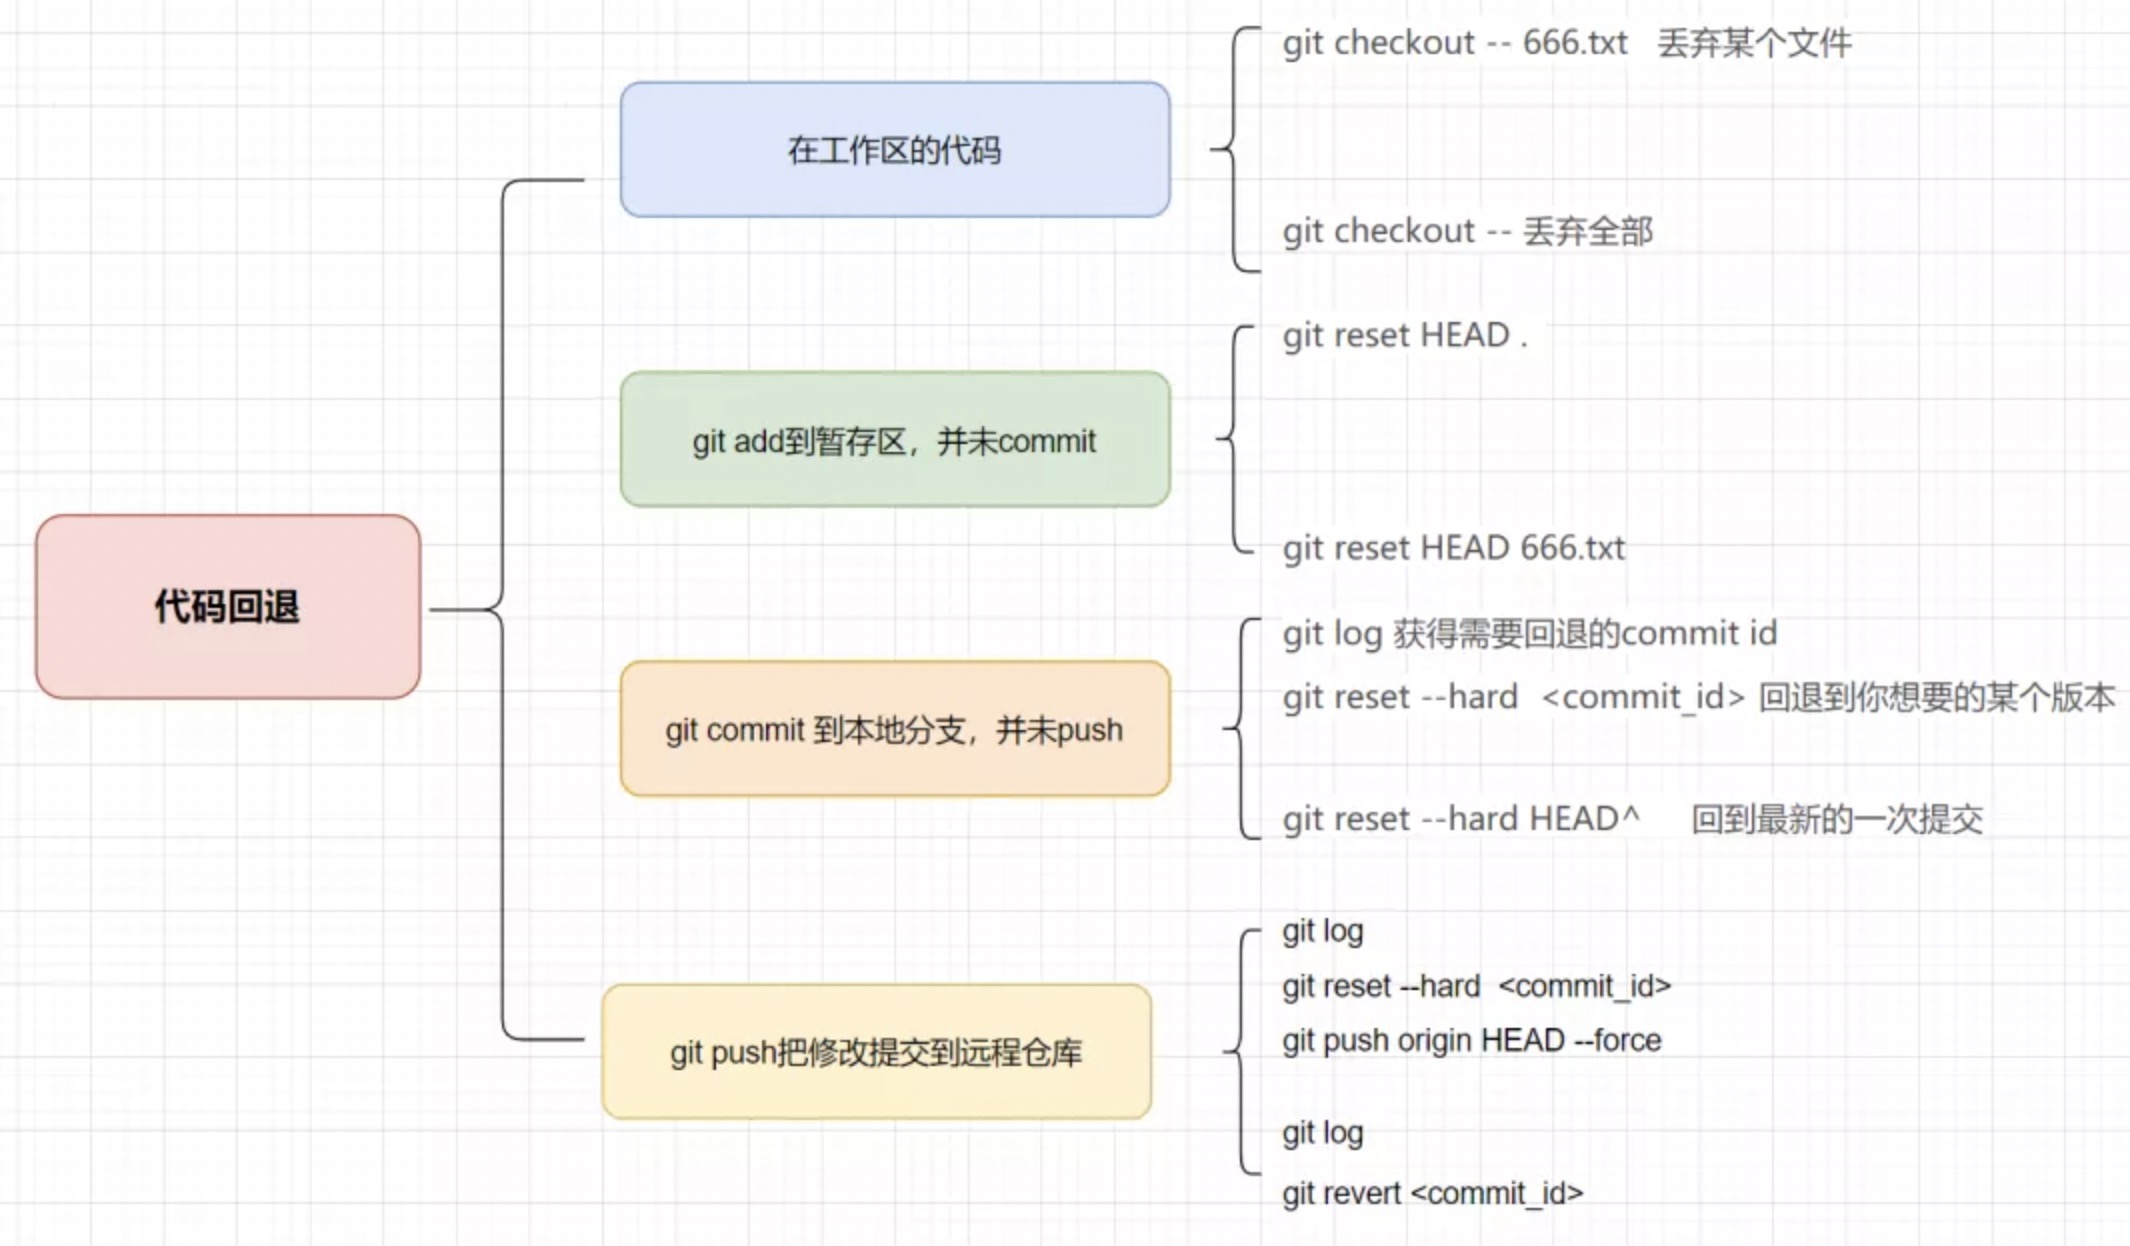 代码回退
在工作区的代码
git checkout -- 666.txt 丢弃某个文件
git checkout -- 丢弃全部
git add到暂存区，并未commit
git reset HEAD .
git reset HEAD 666.txt
git commit 到本地分支，并未push
git log 获得需要回退的commit id
git reset --hard <commit_id> 回退到你想要的某个版本
git reset --hard HEAD^ 回到最新的一次提交
git push把修改提交到远程仓库
git log
git reset --hard <commit_id>
git push origin HEAD --force
git log
git revert <commit_id>